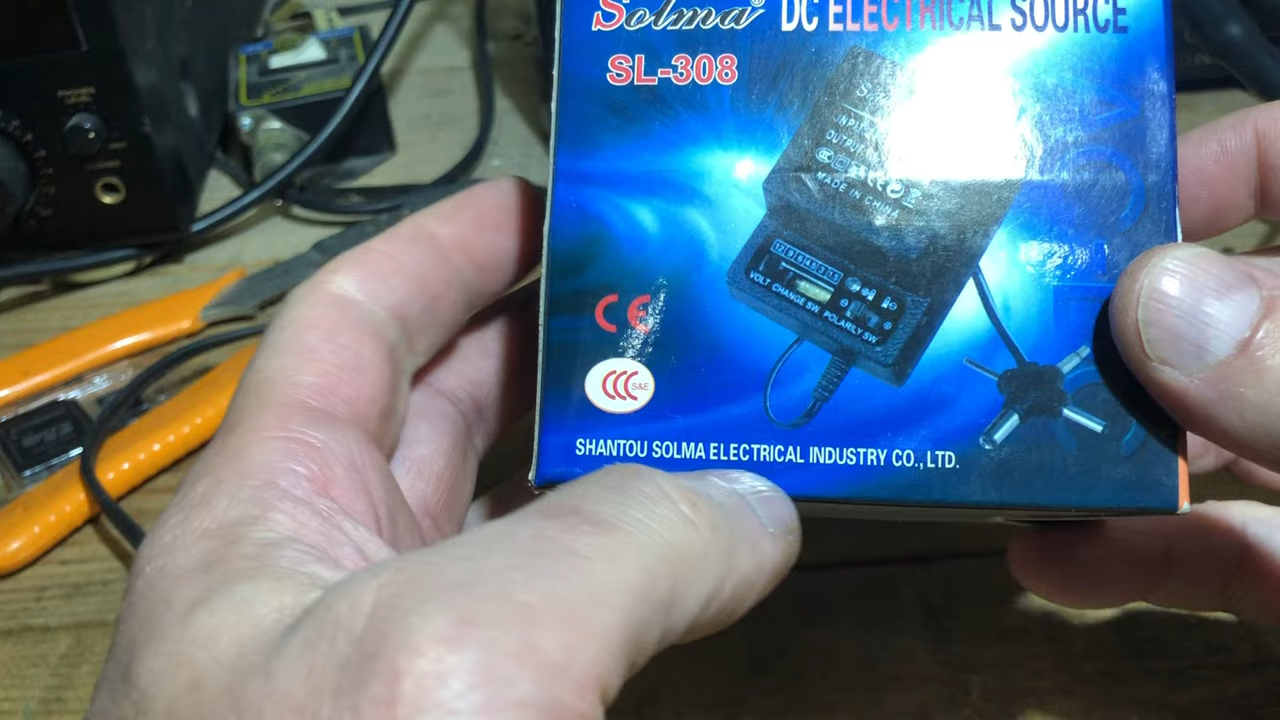 Solma® DC ELECTRICAL SOURCE
SL-308
MADE IN CHINA
VOLT CHANGE SW. POLARILY SW
CE
CCC S&E
SHANTOU SOLMA ELECTRICAL INDUSTRY CO., LTD.